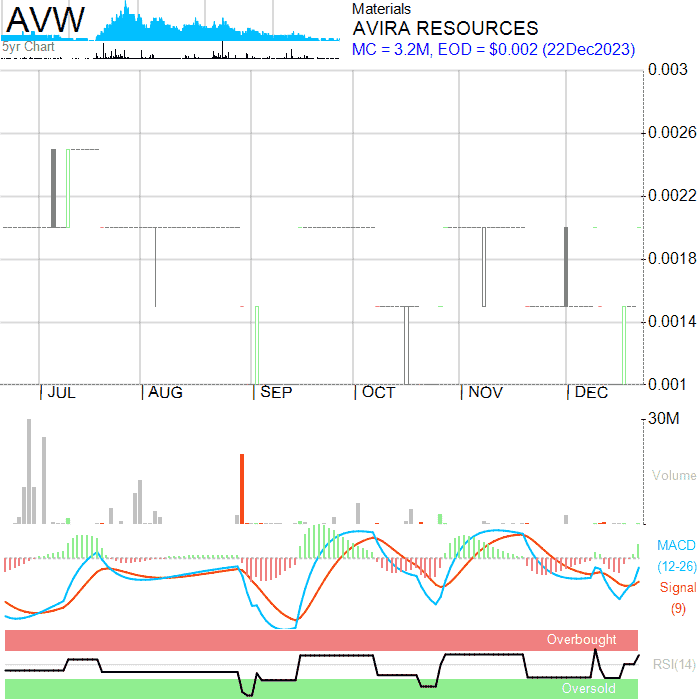 AVW
5yr Chart
Materials
AVIRA RESOURCES
MC = 3.2M, EOD = $0.002 (22Dec2023)
0.003
0.0026
0.0022
0.0018
0.0014
0.001
JUL AUG SEP OCT NOV DEC
30M
Volume
MACD
(12-26)
Signal
(9)
Overbought
RSI(14)
Oversold